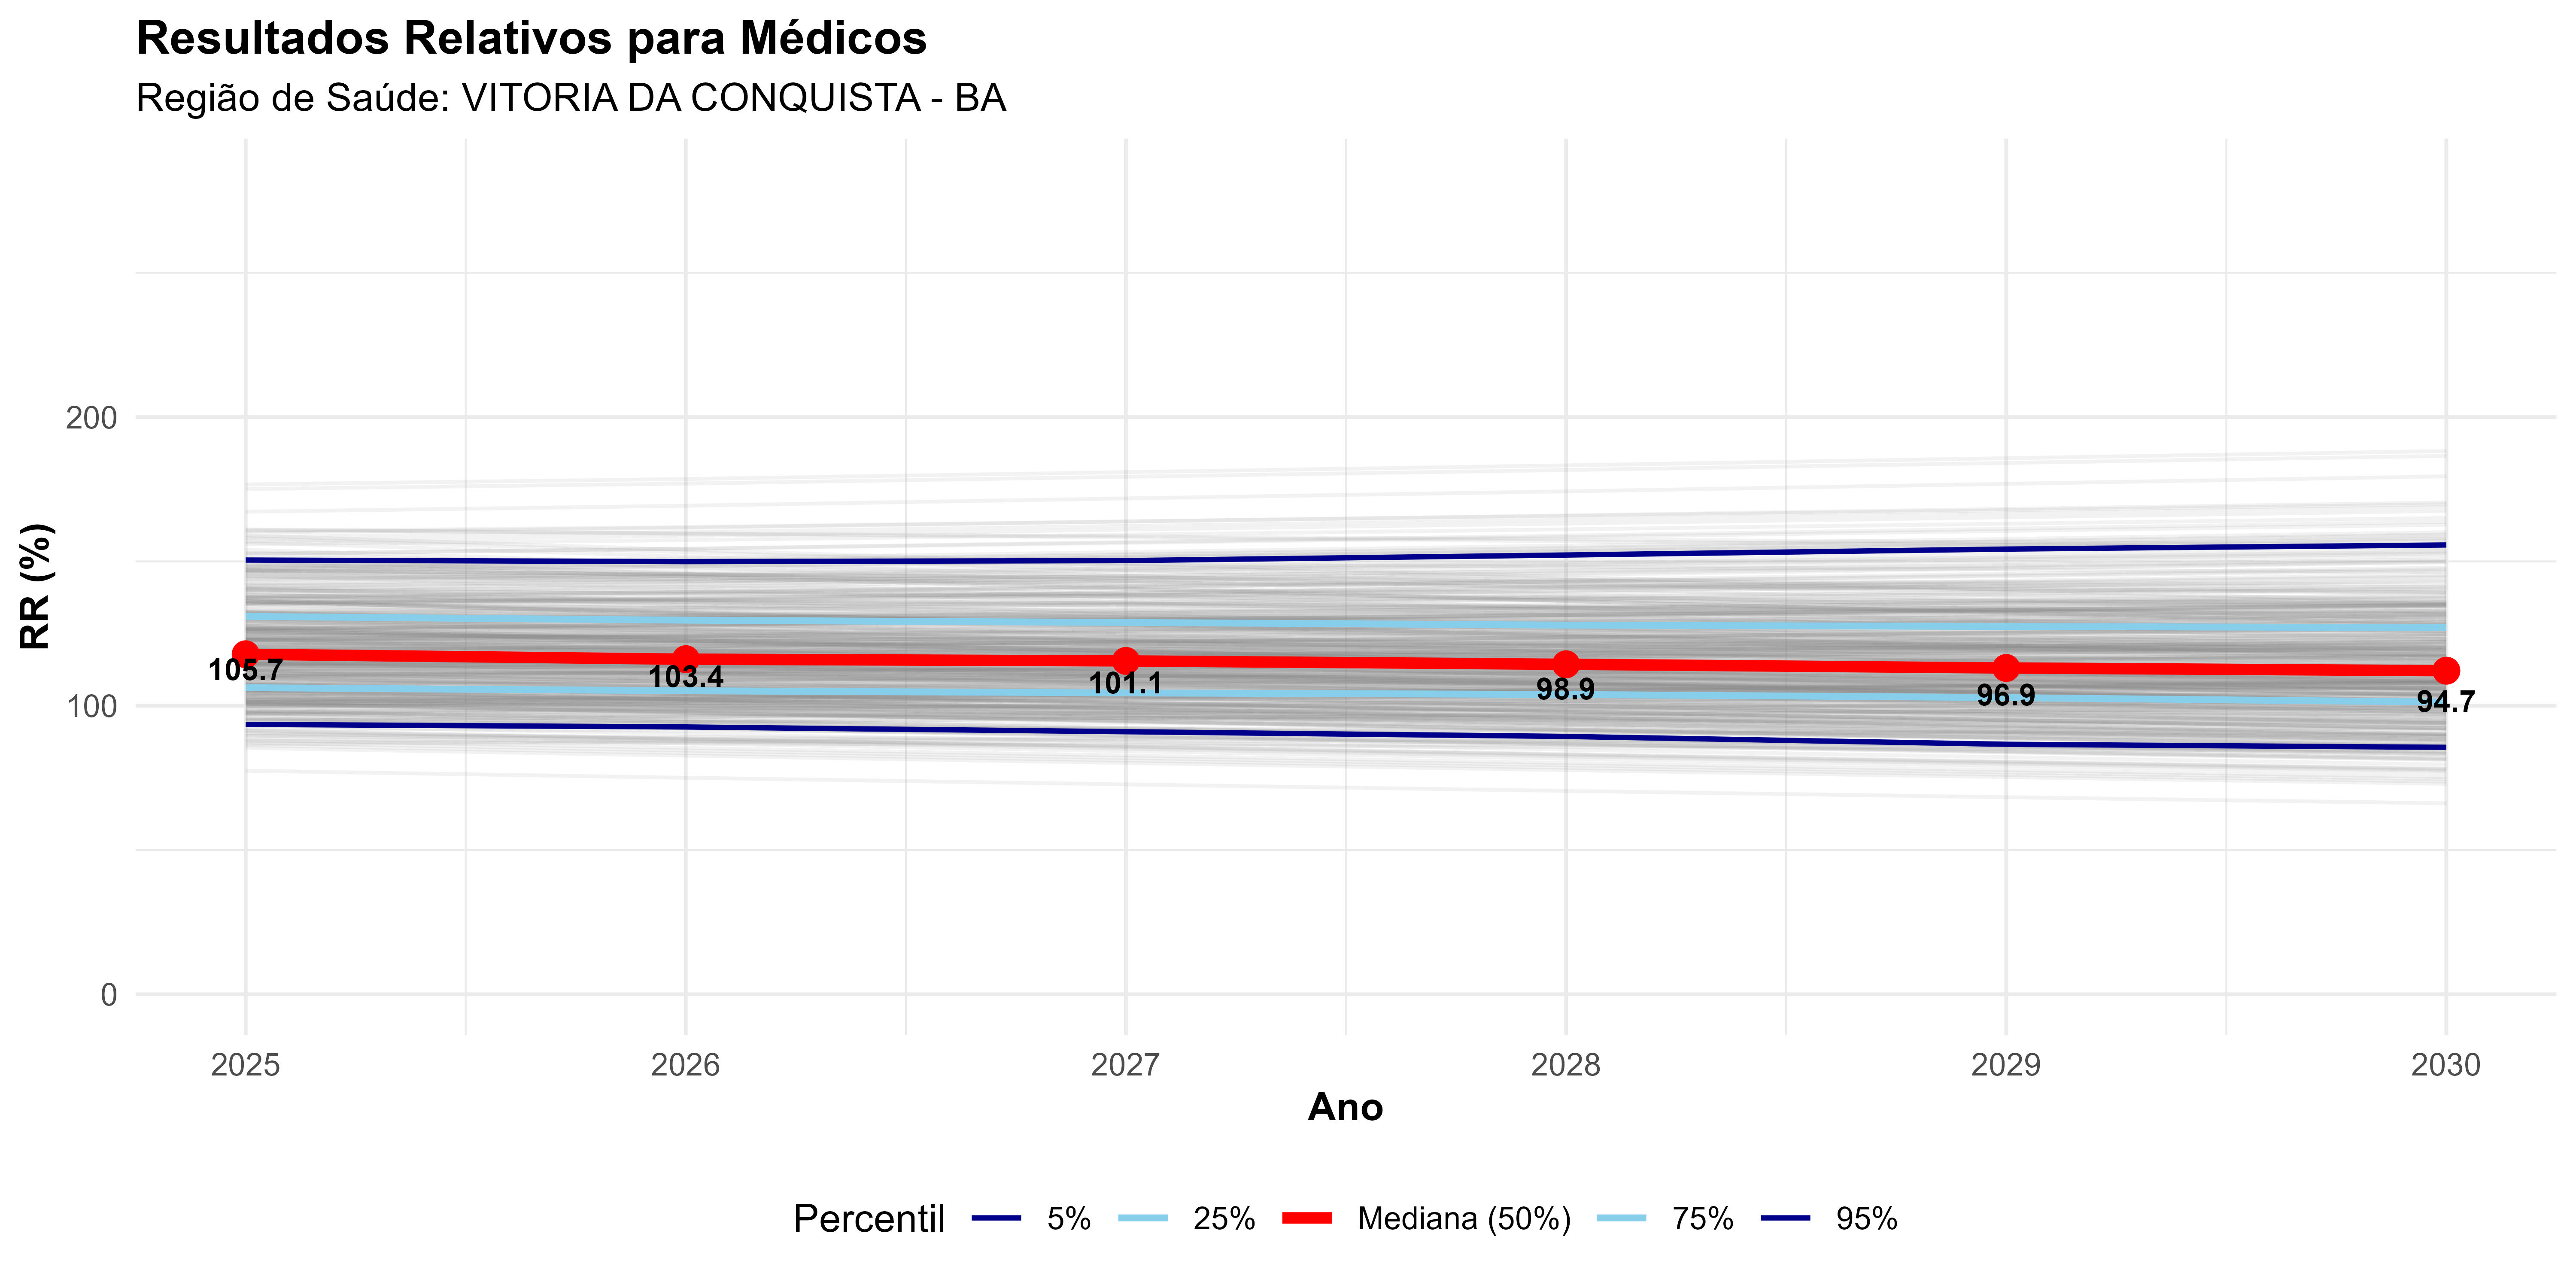 Resultados Relativos para Médicos
Região de Saúde: VITORIA DA CONQUISTA - BA
RR (%)
200
100
0
105.7
103.4
101.1
98.9
96.9
94.7
2025 2026 2027 2028 2029 2030
Ano
Percentil 5% 25% Mediana (50%) 75% 95%